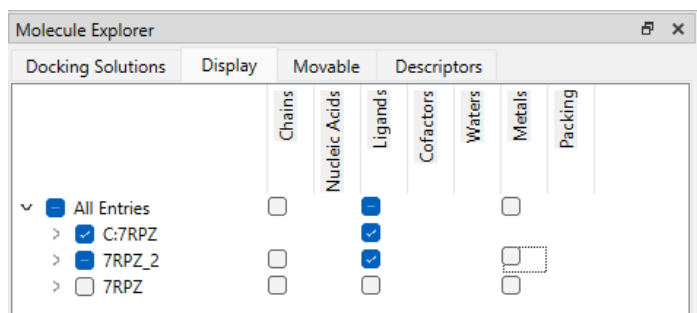 Molecule Explorer
Docking Solutions Display Movable Descriptors
Chains
Nucleic Acids
Ligands
Cofactors
Waters
Metals
Packing
All Entries
C:7RPZ
7RPZ_2
7RPZ